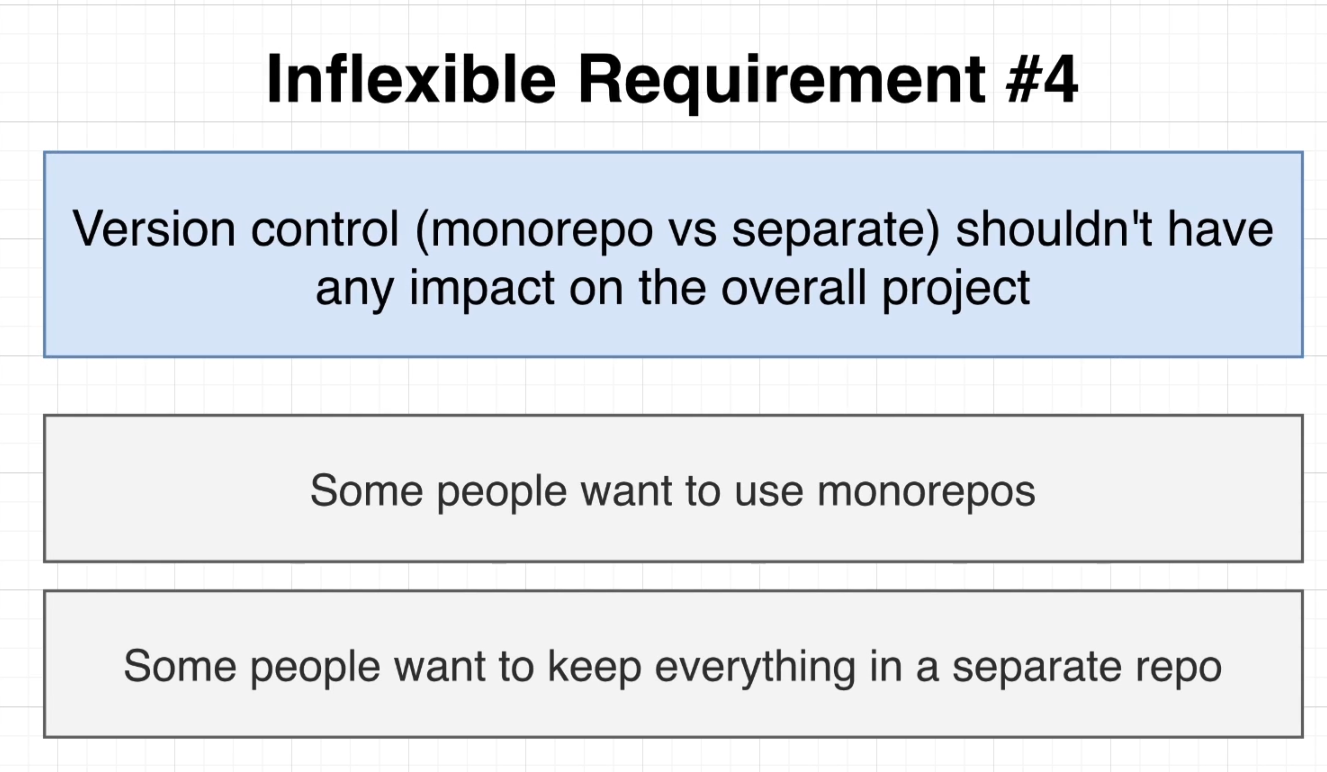 Inflexible Requirement #4
Version control (monorepo vs separate) shouldn't have
any impact on the overall project
Some people want to use monorepos
Some people want to keep everything in a separate repo